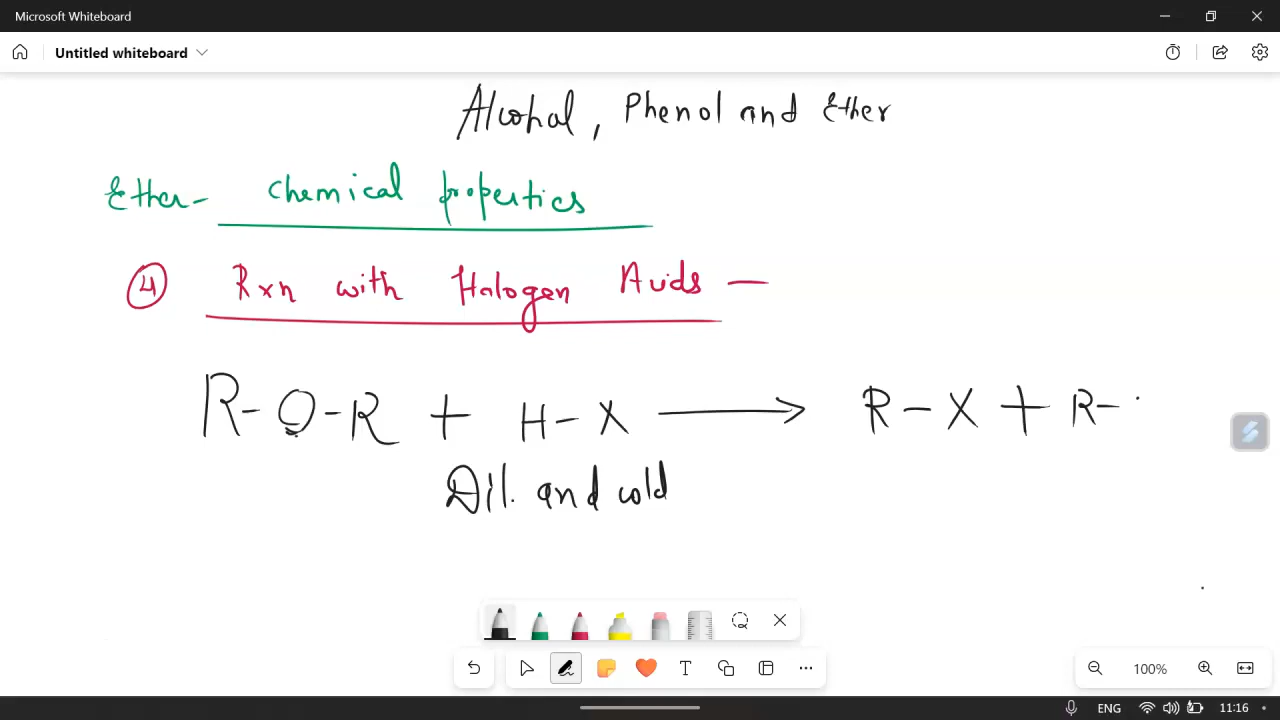 Microsoft Whiteboard
Untitled whiteboard
Alcohal, Phenol and Ether
Ether- Chemical properties
4 Rxn with Halogen Acids —
R-O-R + H-X → R-X + R-
Dil. and cold
100%
ENG
11:16